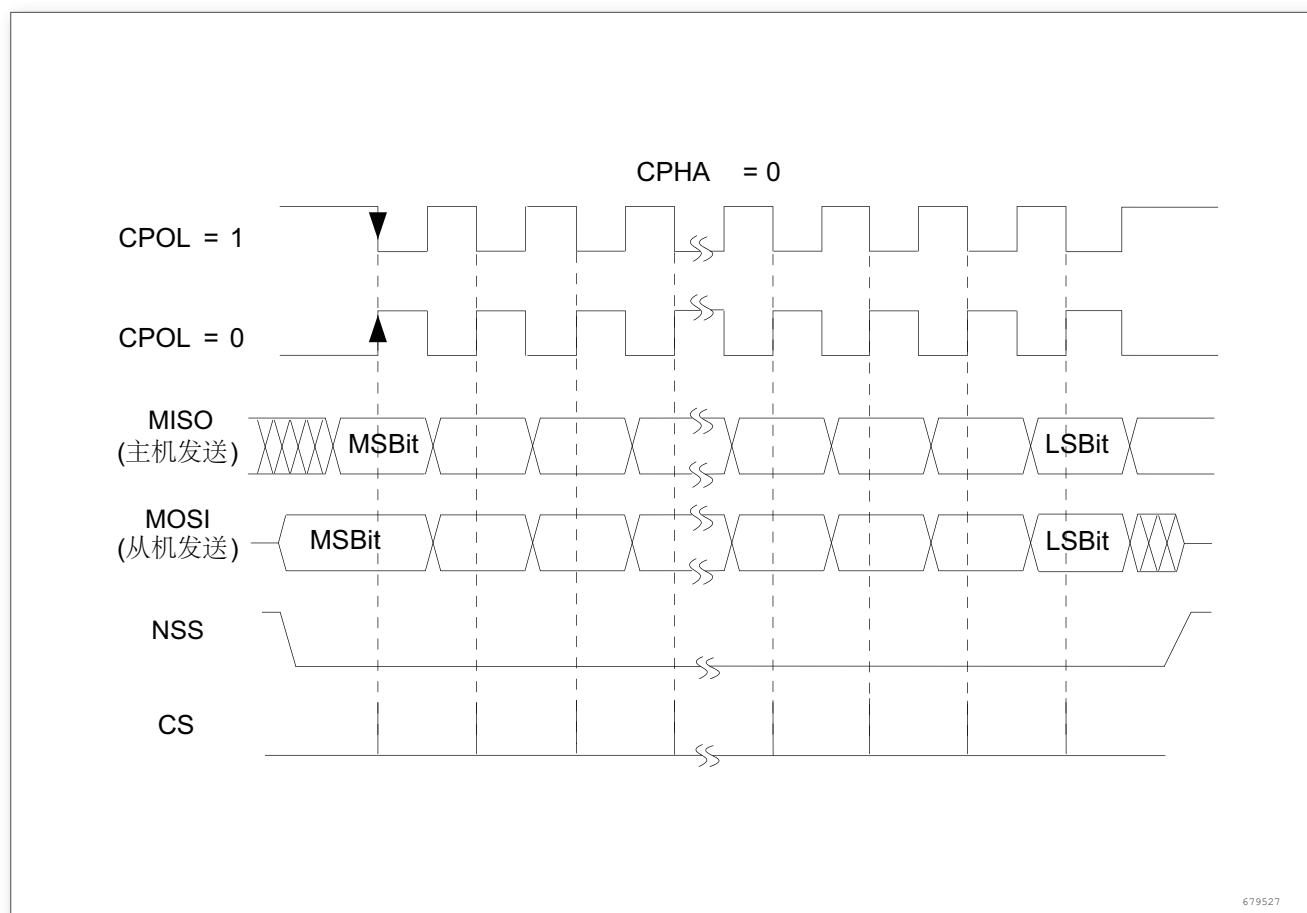 CPHA = 0
CPOL = 1
CPOL = 0
MISO
(主机发送)
MSBit
LSBit
MOSI
(从机发送)
MSBit
LSBit
NSS
CS
679527